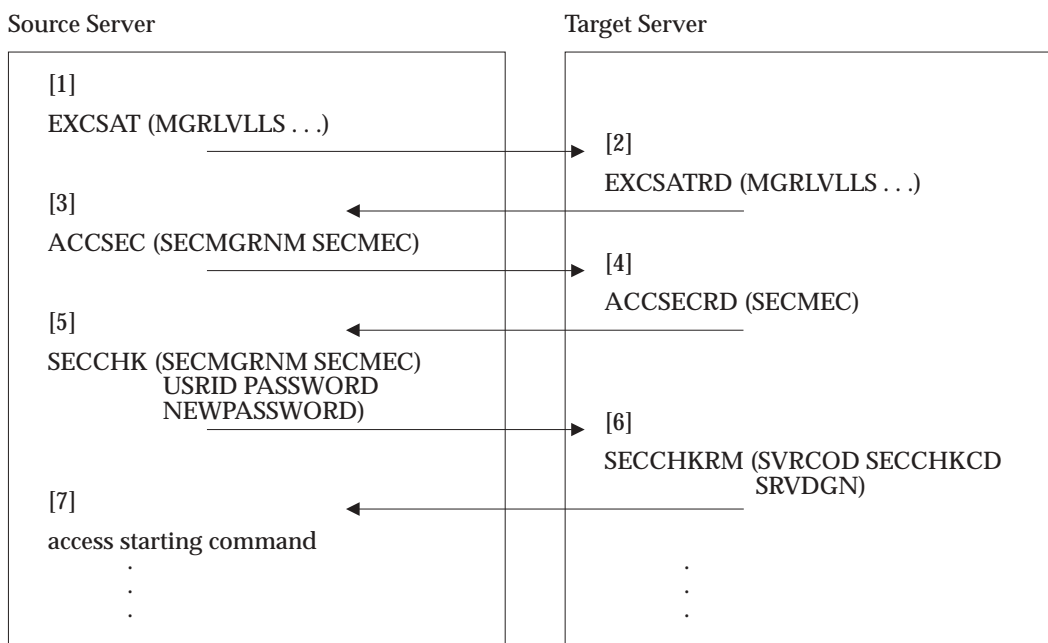 Source Server
Target Server
[1]
EXCSAT (MGRLVLLS . . .)
[2]
EXCSATRD (MGRLVLLS . . .)
[3]
ACCSEC (SECMGRNM SECMEC)
[4]
ACCSECRD (SECMEC)
[5]
SECCHK (SECMGRNM SECMEC)
USRID PASSWORD
NEWPASSWORD)
[6]
SECCHKRM (SVRCOD SECCHKCD
SRVDGN)
[7]
access starting command
.
.
.
.
.
.